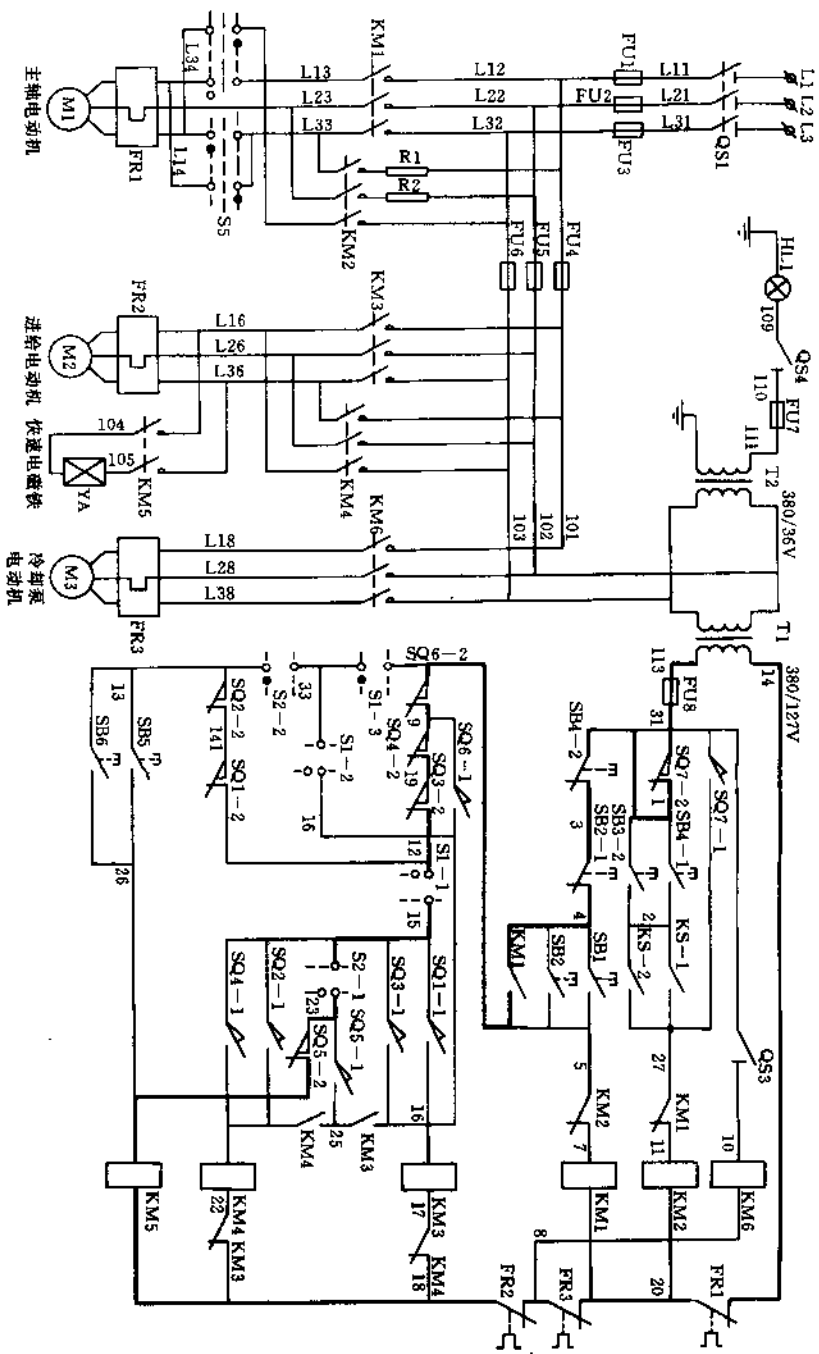 L1
L2
L3
QS1
L11
L21
L31
FU1
FU2
FU3
L12
L22
L32
KM1
L13
L23
L33
L34
L14
S5
FR1
M1
主轴电动机
R1
R2
KM2
FU4
FU5
FU6
HL1
109
QS4
110
FU7
111
T2
380/36V
KM3
L16
L26
L36
FR2
M2
进给电动机
KM4
KM5
104
105
YA
快速电磁铁
101
102
103
KM6
L18
L28
L38
FR3
M3
冷却泵
电动机
T1
380/127V
14
113
FU8
31
SQ7-1
SQ7-2
1
SB4-1
SB4-2
SB3-2
SB2-1
3
4
2
KS-1
KS-2
SB1
SB2
KM1
QS3
5
27
KM2
KM1
7
11
10
KM1
KM2
KM6
8
20
FR1
FR3
FR2
SQ6-2
9
SQ4-2
19
SQ3-2
SQ6-1
S1-3
33
S2-2
S1-2
16
12
S1-1
15
SQ2-2
141
SQ1-2
13
SB5
SB6
26
SQ1-1
SQ3-1
S2-1
23
SQ5-1
SQ5-2
SQ2-1
SQ4-1
16
KM3
25
KM4
KM3
17
KM4
18
KM4
22
KM3
KM5